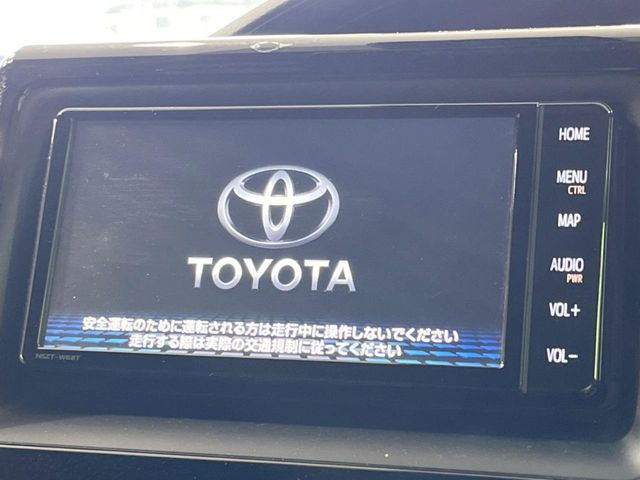 TOYOTA
安全運転のために運転される方は走行中に操作しないでください
走行する際は実際の交通規制に従ってください
NSZT-W68T
HOME
MENU
CTRL
MAP
AUDIO
PWR
VOL+
VOL-